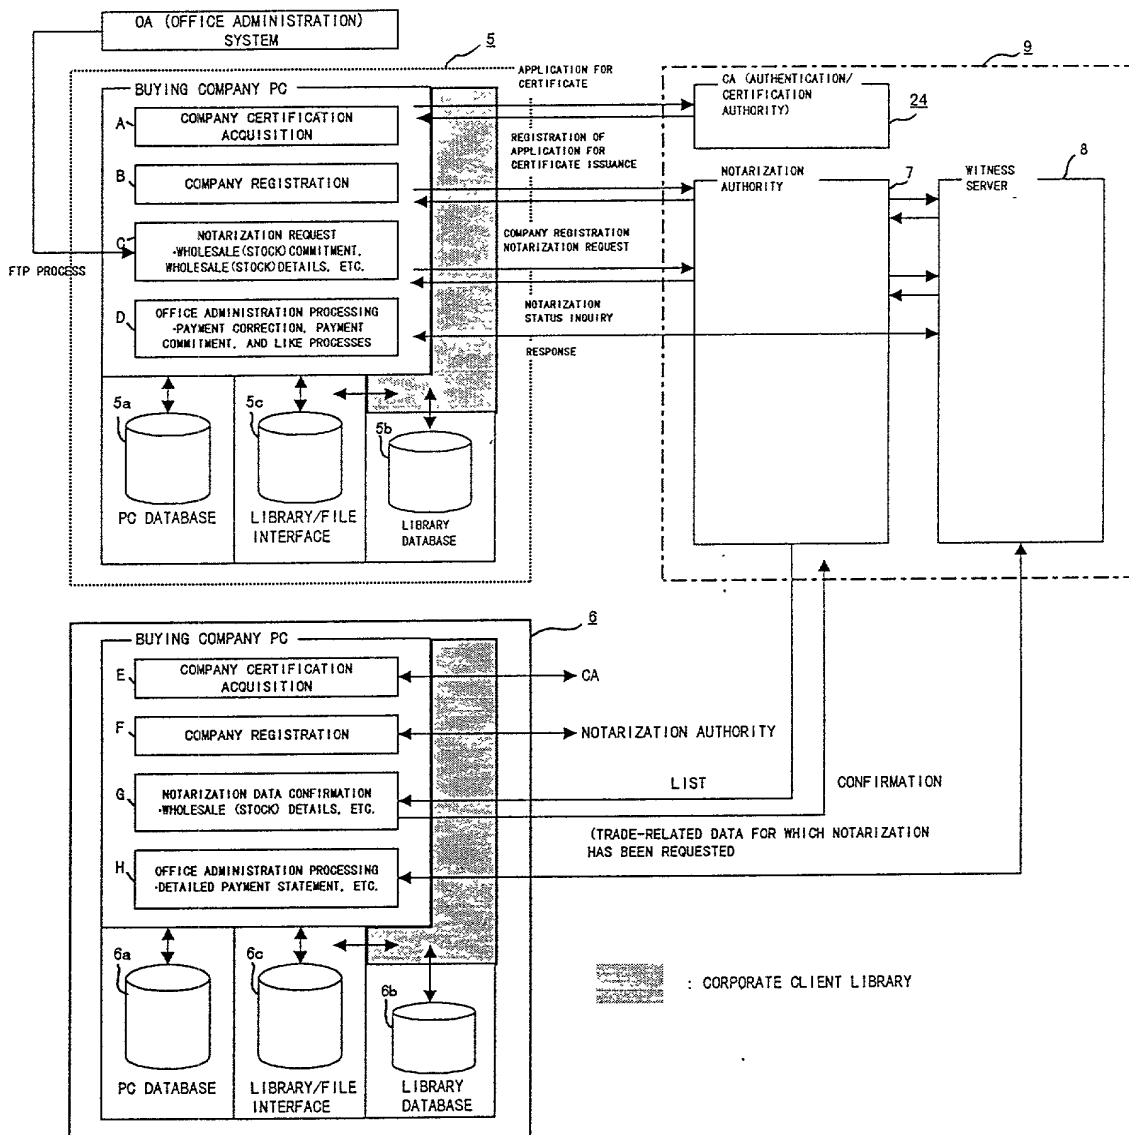 OA (OFFICE ADMINISTRATION)
SYSTEM
5
9
BUYING COMPANY PC
APPLICATION FOR
CERTIFICATE
CA (AUTHENTICATION/
CERTIFICATION
AUTHORITY)
24
A
COMPANY CERTIFICATION
ACQUISITION
REGISTRATION OF
APPLICATION FOR
CERTIFICATE ISSUANCE
B
COMPANY REGISTRATION
NOTARIZATION
AUTHORITY
7
WITNESS
SERVER
8
C
NOTARIZATION REQUEST
·WHOLESALE(STOCK)COMMITMENT,
WHOLESALE(STOCK)DETAILS, ETC.
COMPANY REGISTRATION
NOTARIZATION REQUEST
FTP PROCESS
D
OFFICE ADMINISTRATION PROCESSING
·PAYMENT CORRECTION, PAYMENT
COMMITMENT, AND LIKE PROCESSES
NOTARIZATION
STATUS INQUIRY
RESPONSE
5a
5c
5b
PC DATABASE
LIBRARY/FILE
INTERFACE
LIBRARY
DATABASE
6
BUYING COMPANY PC
E
COMPANY CERTIFICATION
ACQUISITION
CA
F
COMPANY REGISTRATION
NOTARIZATION AUTHORITY
G
NOTARIZATION DATA CONFIRMATION
·WHOLESALE (STOCK) DETAILS, ETC.
LIST
CONFIRMATION
(TRADE-RELATED DATA FOR WHICH NOTARIZATION
HAS BEEN REQUESTED
H
OFFICE ADMINISTRATION PROCESSING
·DETAILED PAYMENT STATEMENT, ETC.
6a
6c
6b
PC DATABASE
LIBRARY/FILE
INTERFACE
LIBRARY
DATABASE
: CORPORATE CLIENT LIBRARY